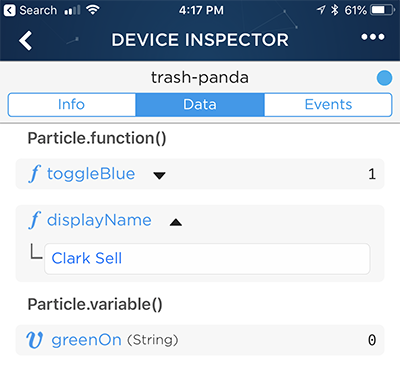 Search 4:17 PM 61%
DEVICE INSPECTOR
trash-panda
Info Data Events
Particle.function()
f toggleBlue 1
f displayName
Clark Sell
Particle.variable()
v greenOn (String) 0